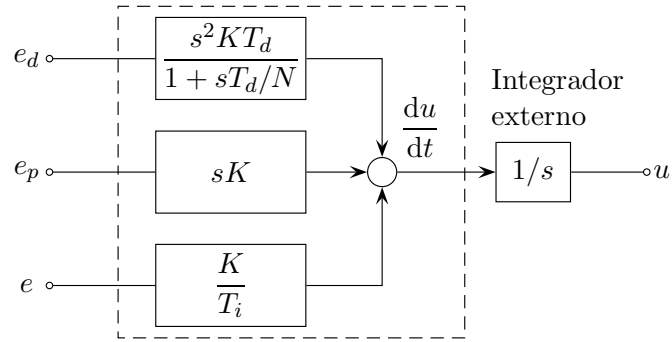 e_d
s^2KT_d
1 + sT_d/N
Integrador
externo
du
dt
e_p
sK
1/s
u
e
K
T_i